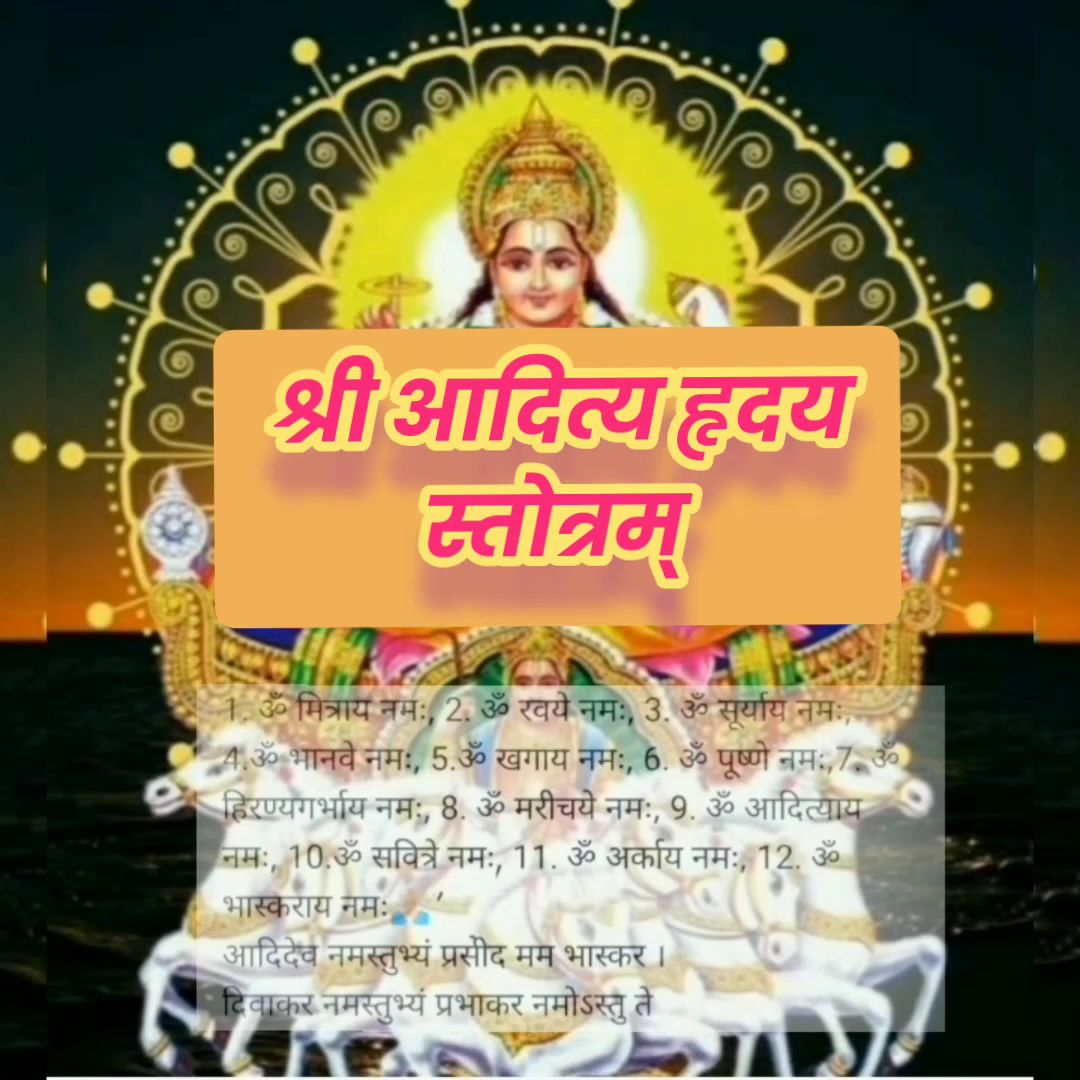 श्री आदित्य हृदय
स्तोत्रम्
1. ॐ मित्राय नमः, 2. ॐ रवये नमः, 3. ॐ सूर्याय नमः,
4.ॐ भानवे नमः, 5.ॐ खगाय नमः, 6. ॐ पूष्णे नमः,7. ॐ
हिरण्यगर्भाय नमः, 8. ॐ मरीचये नमः, 9. ॐ आदित्याय
नमः, 10.ॐ सवित्रे नमः, 11. ॐ अर्काय नमः, 12. ॐ
भास्कराय नमः
आदिदेव नमस्तुभ्यं प्रसीद मम भास्कर ।
दिवाकर नमस्तुभ्यं प्रभाकर नमोऽस्तु ते